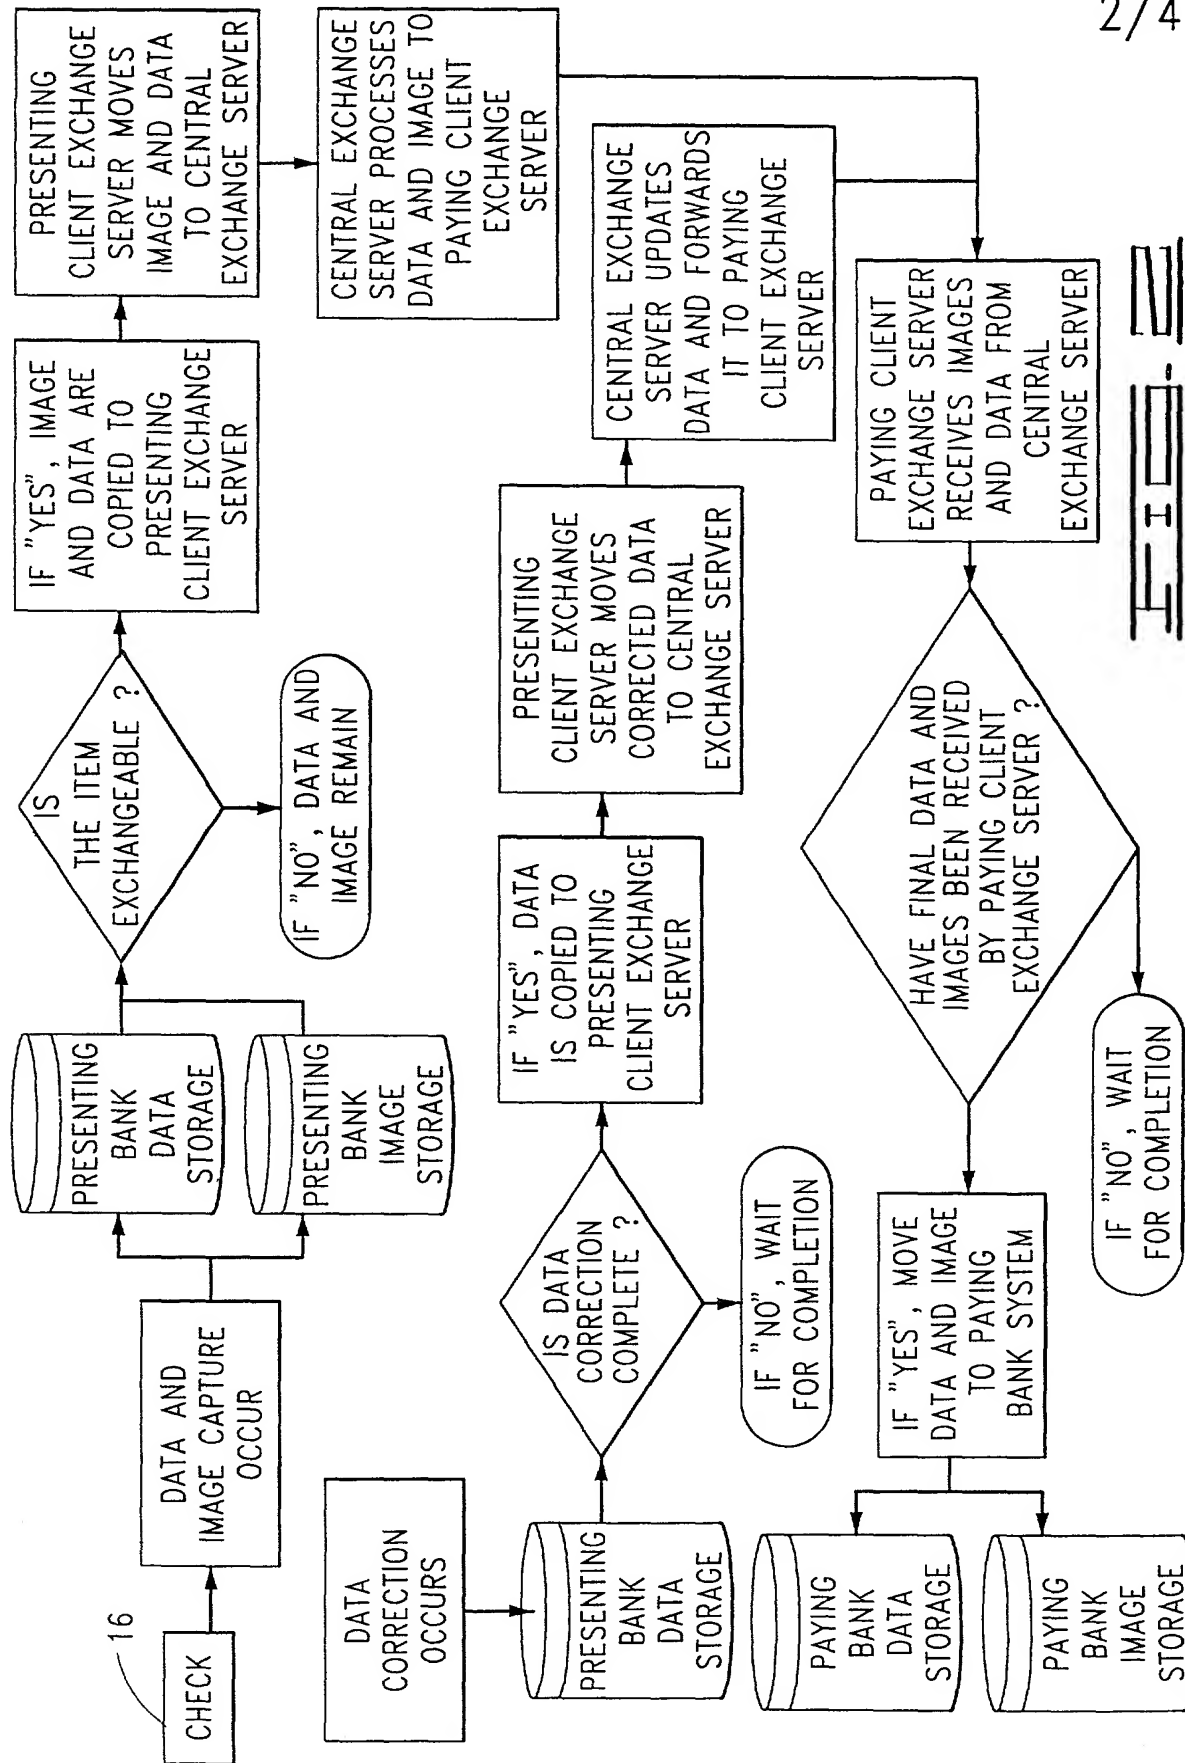 2/4
16
CHECK
DATA AND
IMAGE CAPTURE
OCCUR
PRESENTING
BANK
DATA
STORAGE
PRESENTING
BANK
IMAGE
STORAGE
IS
THE ITEM
EXCHANGEABLE ?
IF "NO", DATA AND
IMAGE REMAIN
IF "YES", IMAGE
AND DATA ARE
COPIED TO
PRESENTING
CLIENT EXCHANGE
SERVER
PRESENTING
CLIENT EXCHANGE
SERVER MOVES
IMAGE AND DATA
TO CENTRAL
EXCHANGE SERVER
CENTRAL EXCHANGE
SERVER PROCESSES
DATA AND IMAGE TO
PAYING CLIENT
EXCHANGE
SERVER
DATA
CORRECTION
OCCURS
PRESENTING
BANK
DATA
STORAGE
IS DATA
CORRECTION
COMPLETE ?
IF "NO", WAIT
FOR COMPLETION
IF "YES", DATA
IS COPIED TO
PRESENTING
CLIENT EXCHANGE
SERVER
PRESENTING
CLIENT EXCHANGE
SERVER MOVES
CORRECTED DATA
TO CENTRAL
EXCHANGE SERVER
CENTRAL EXCHANGE
SERVER UPDATES
DATA AND FORWARDS
IT TO PAYING
CLIENT EXCHANGE
SERVER
PAYING CLIENT
EXCHANGE SERVER
RECEIVES IMAGES
AND DATA FROM
CENTRAL
EXCHANGE SERVER
HAVE FINAL DATA AND
IMAGES BEEN RECEIVED
BY PAYING CLIENT
EXCHANGE SERVER ?
IF "NO", WAIT
FOR COMPLETION
IF "YES", MOVE
DATA AND IMAGE
TO PAYING
BANK SYSTEM
PAYING
BANK
DATA
STORAGE
PAYING
BANK
IMAGE
STORAGE